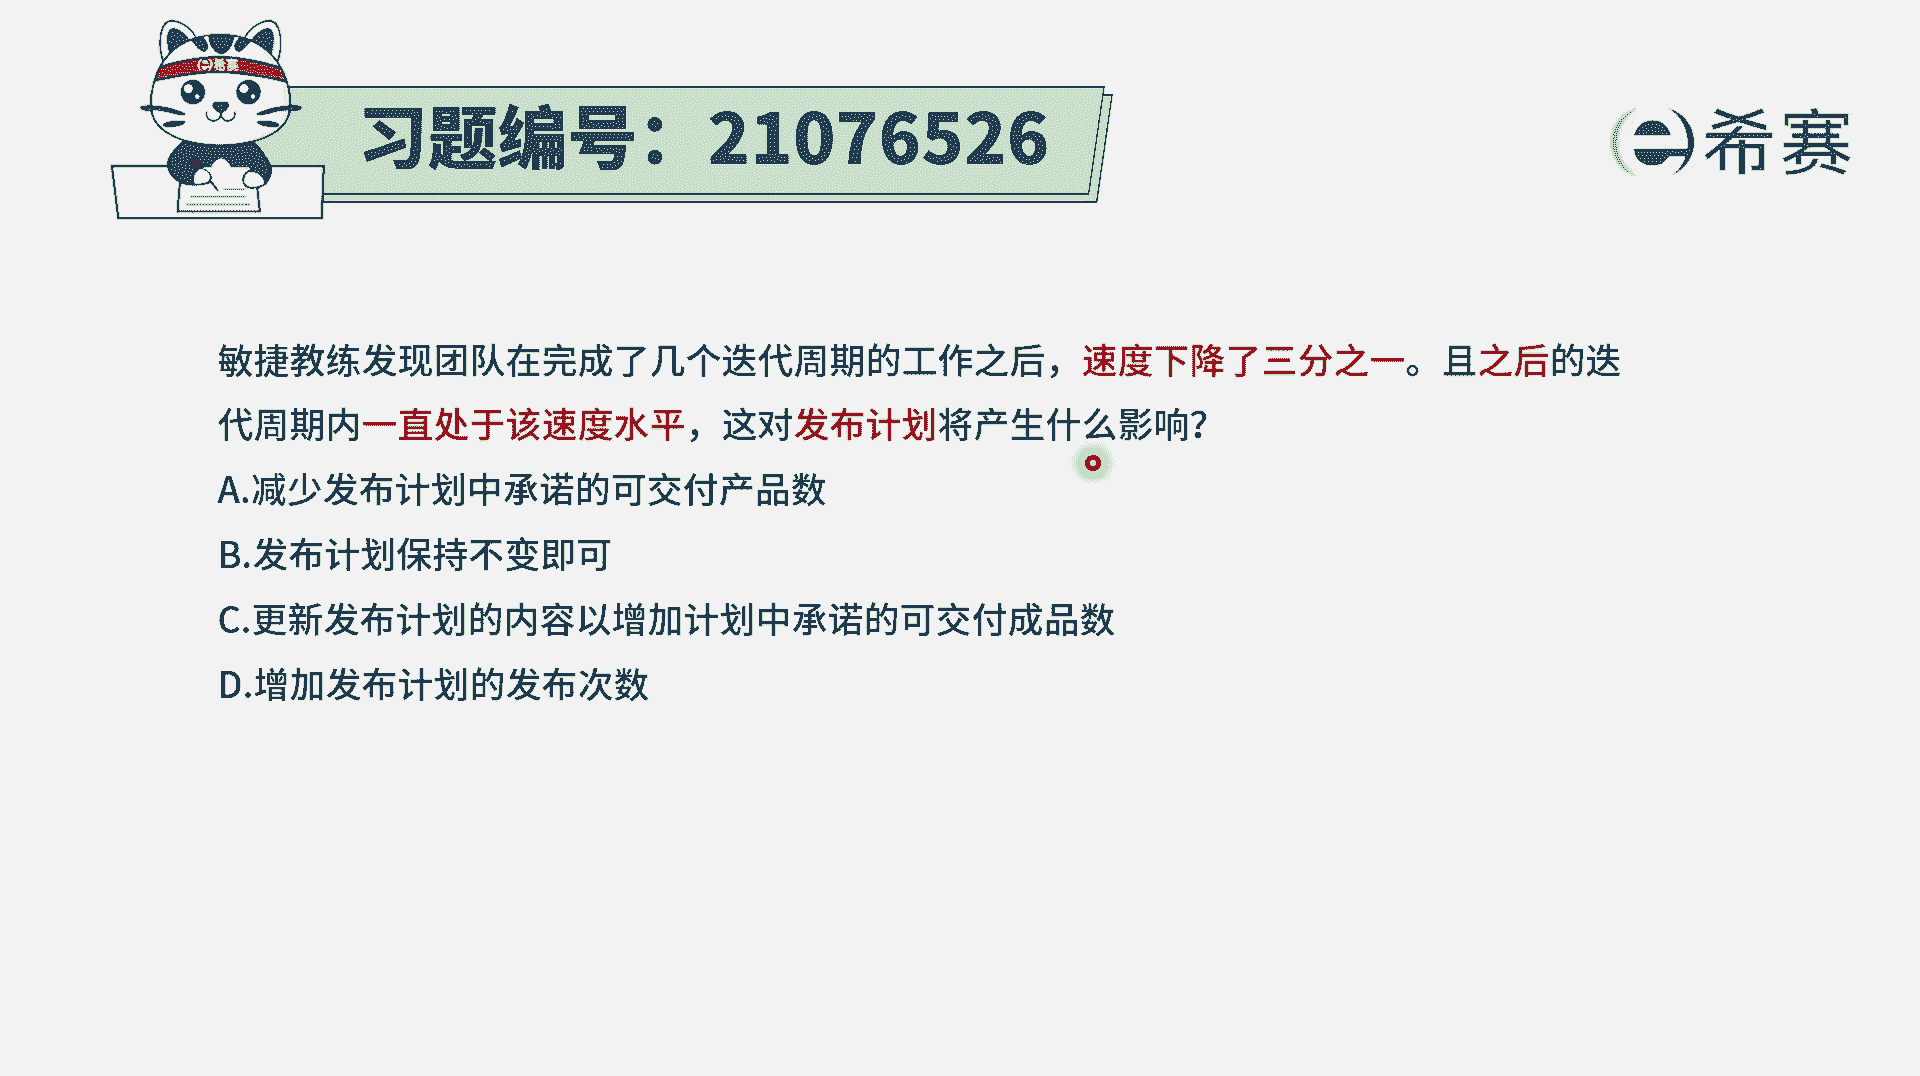 希赛
习题编号：21076526
希赛
敏捷教练发现团队在完成了几个迭代周期的工作之后，速度下降了三分之一。且之后的迭
代周期内一直处于该速度水平，这对发布计划将产生什么影响？
A.减少发布计划中承诺的可交付产品数
B.发布计划保持不变即可
C.更新发布计划的内容以增加计划中承诺的可交付成品数
D.增加发布计划的发布次数